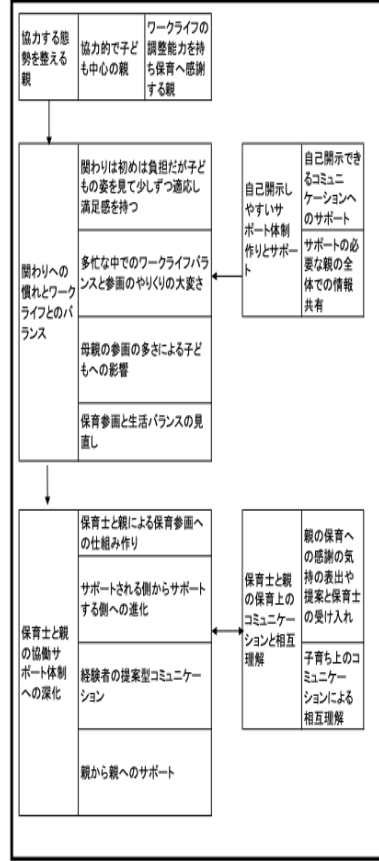 協力する態
勢を整える
親
協力的で子ど
も中心の親
ワークライフの
調整能力を持
ち保育へ感謝
する親
関わりへの
慣れとワーク
ライフとのバ
ランス
関わりは初めは負担だが子ど
もの姿を見て少しずつ適応し
満足感を持つ
多忙な中でのワークライフバラ
ンスと参画のやりくりの大変さ
母親の参画の多さによる子ど
もへの影響
保育参画と生活バランスの見
直し
自己開示し
やすいサ
ポート体制
作りとサポー
ト
自己開示でき
るコミュニ
ケーションへ
のサポート
サポートの必
要な親の全
体での情報
共有
保育士と親
の協働サ
ポート体制
への深化
保育士と親による保育参画へ
の仕組み作り
サポートされる側からサポート
する側への進化
経験者の提案型コミュニケー
ション
親から親へのサポート
保育士と親
の保育上の
コミュニケー
ションと相互
理解
親の保育へ
の感謝の気
持の表出や
提案と保育士
の受け入れ
子育ち上のコ
ミュニケー
ションによる
相互理解